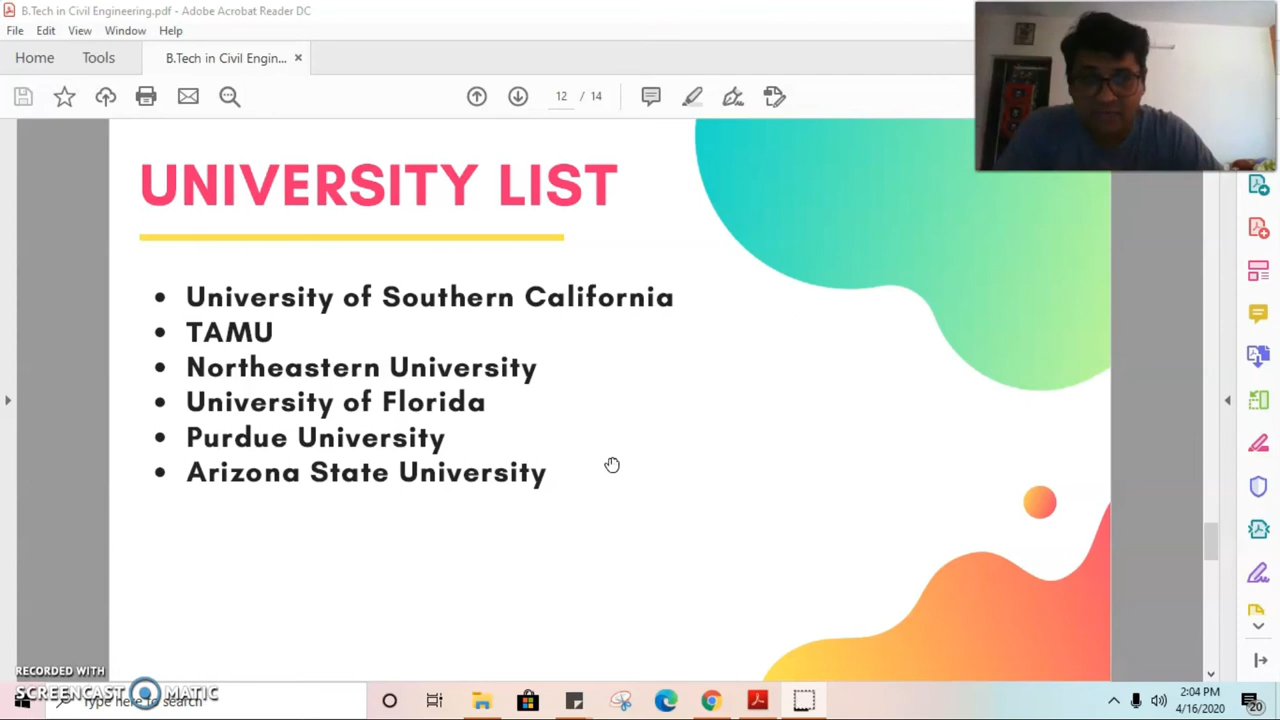 B.Tech in Civil Engineering.pdf - Adobe Acrobat Reader DC
File Edit View Window Help
Home Tools B.Tech in Civil Engin... ×
12 / 14
UNIVERSITY LIST
• University of Southern California
• TAMU
• Northeastern University
• University of Florida
• Purdue University
• Arizona State University
RECORDED WITH
SCREENCAST MATIC
Type here to search
2:04 PM
4/16/2020
20